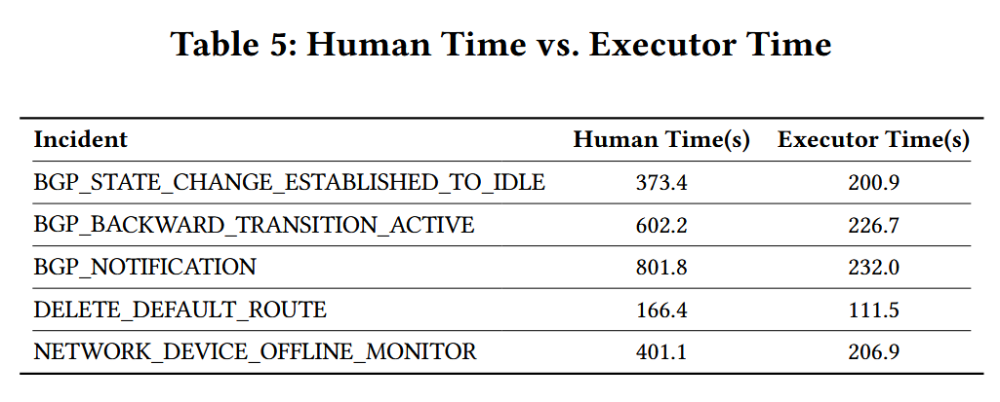 Table 5: Human Time vs. Executor Time
Incident Human Time(s) Executor Time(s)
BGP_STATE_CHANGE_ESTABLISHED_TO_IDLE 373.4 200.9
BGP_BACKWARD_TRANSITION_ACTIVE 602.2 226.7
BGP_NOTIFICATION 801.8 232.0
DELETE_DEFAULT_ROUTE 166.4 111.5
NETWORK_DEVICE_OFFLINE_MONITOR 401.1 206.9